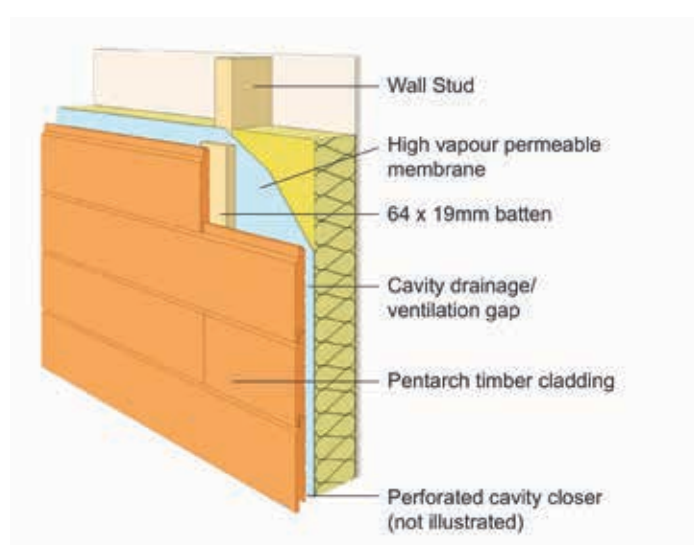 Wall Stud
High vapour permeable
membrane
64 x 19mm batten
Cavity drainage/
ventilation gap
Pentarch timber cladding
Perforated cavity closer
(not illustrated)